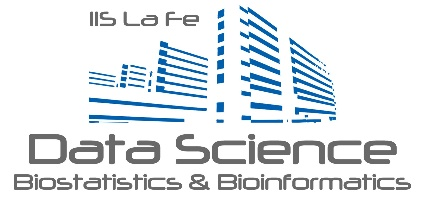 IIS La Fe
Data Science
Biostatistics & Bioinformatics